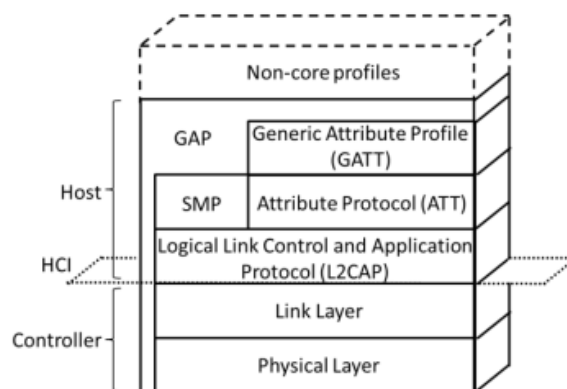 Non-core profiles
GAP
Generic Attribute Profile
(GATT)
Host
SMP
Attribute Protocol (ATT)
Logical Link Control and Application
Protocol (L2CAP)
HCI
Link Layer
Controller
Physical Layer